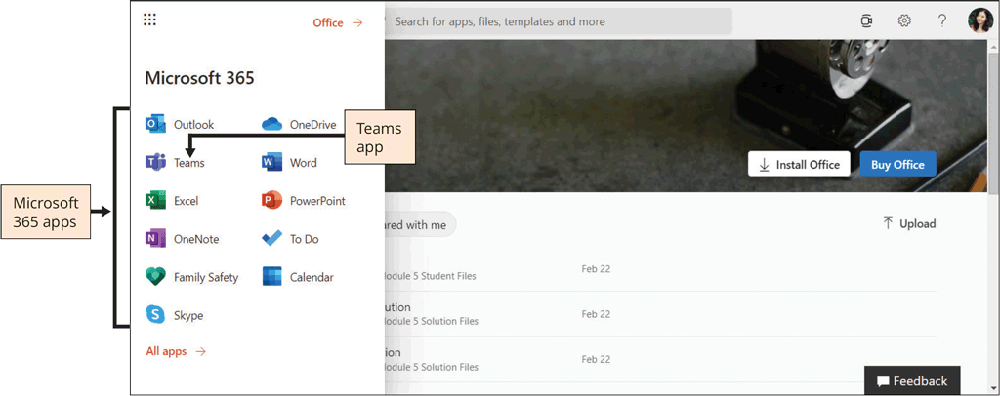 Office →
Search for apps, files, templates and more
?
Microsoft 365
Outlook
OneDrive
Teams
Word
Excel
PowerPoint
OneNote
To Do
Family Safety
Calendar
Skype
All apps →
Teams
app
Microsoft
365 apps
Install Office
Buy Office
ared with me
Upload
odule 5 Student Files
Feb 22
ution
odule 5 Solution Files
Feb 22
ion
odule 5 Solution Files
Feb 22
Feedback